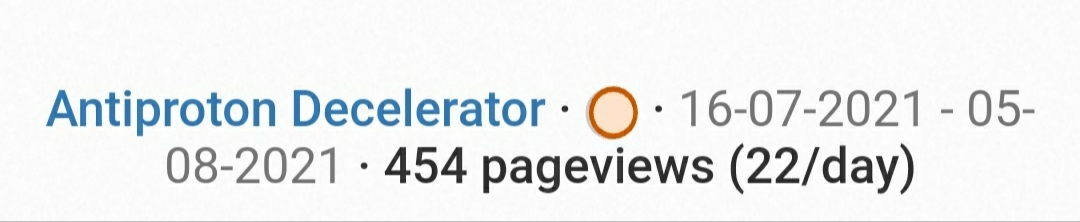 Antiproton Decelerator · · 16-07-2021 - 05-
08-2021 · 454 pageviews (22/day)